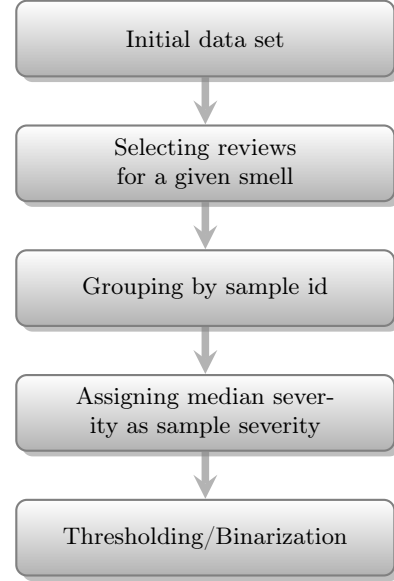 Initial data set
Selecting reviews
for a given smell
Grouping by sample id
Assigning median sever-
ity as sample severity
Thresholding/Binarization